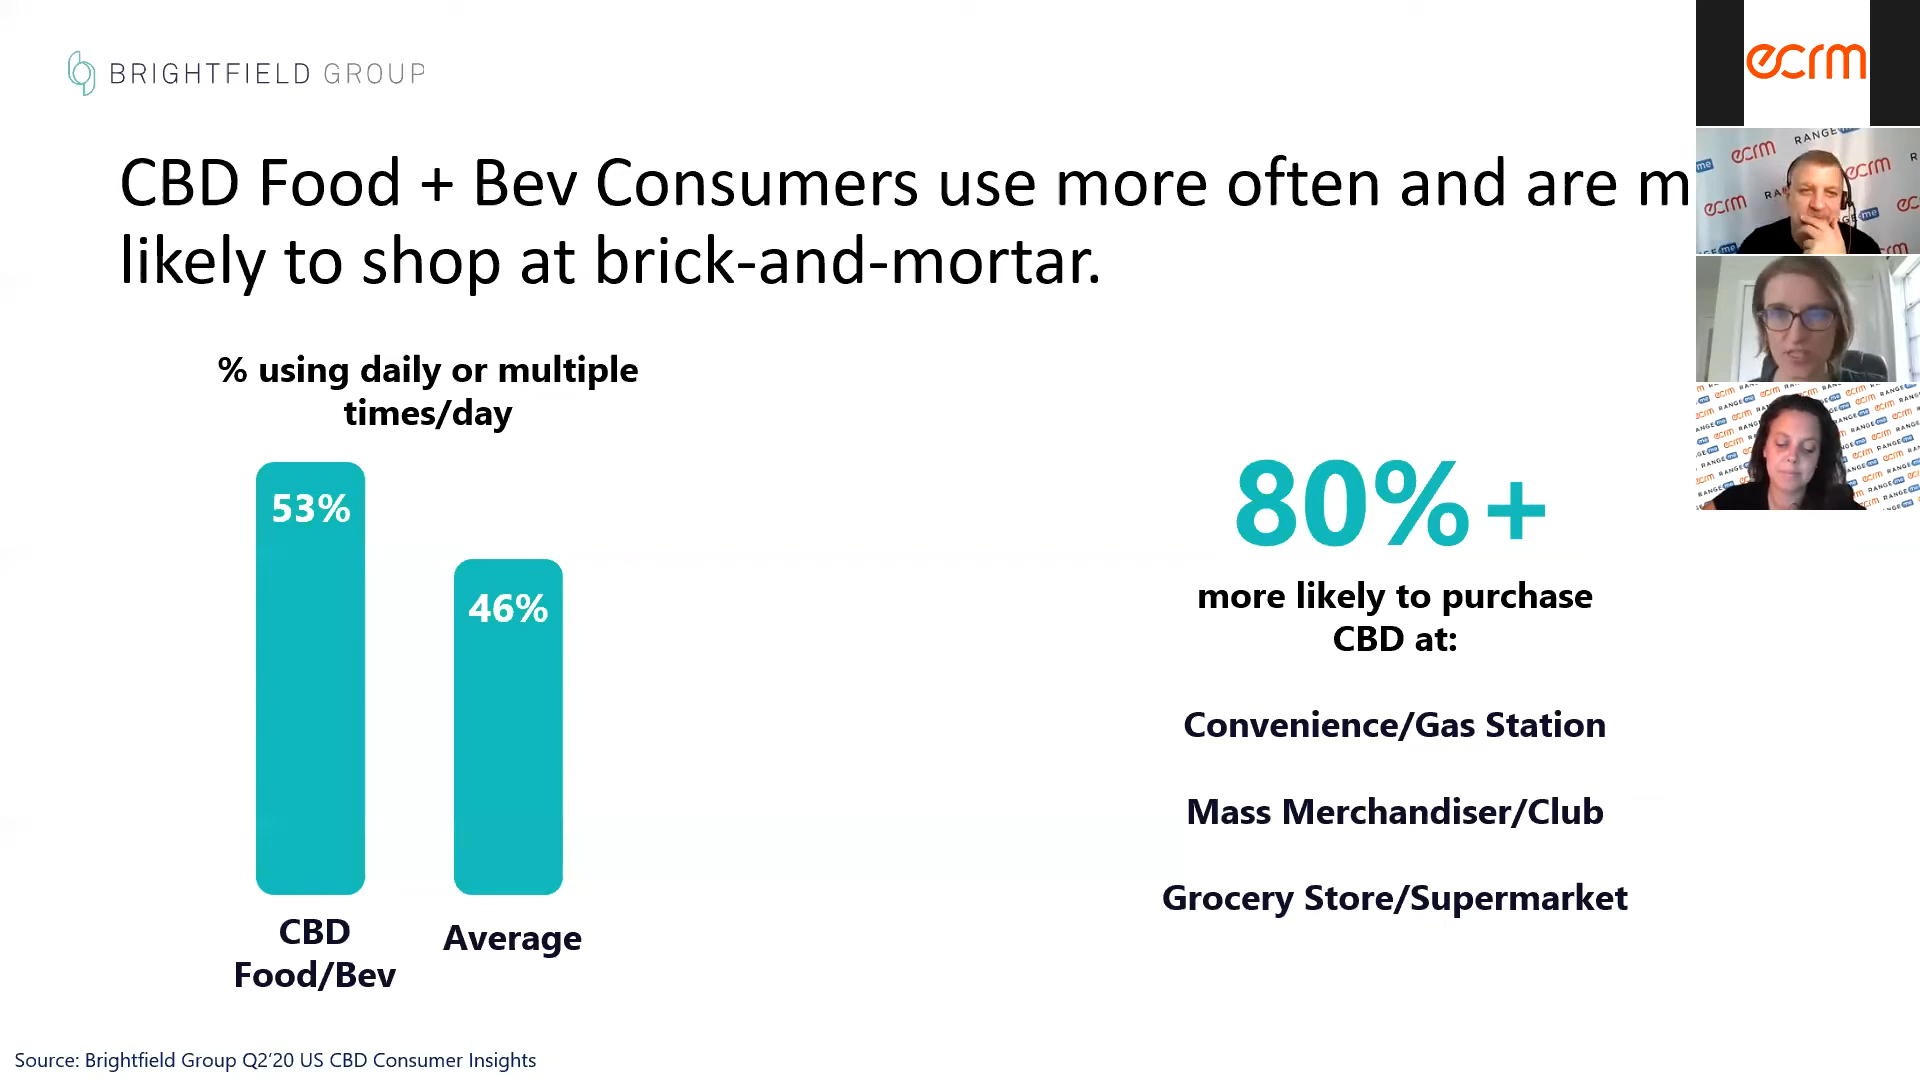 BRIGHTFIELD GROUP
ecrm
CBD Food + Bev Consumers use more often and are m
likely to shop at brick-and-mortar.
% using daily or multiple
times/day
53%
46%
CBD
Food/Bev
Average
80%+
more likely to purchase
CBD at:
Convenience/Gas Station
Mass Merchandiser/Club
Grocery Store/Supermarket
Source: Brightfield Group Q2'20 US CBD Consumer Insights